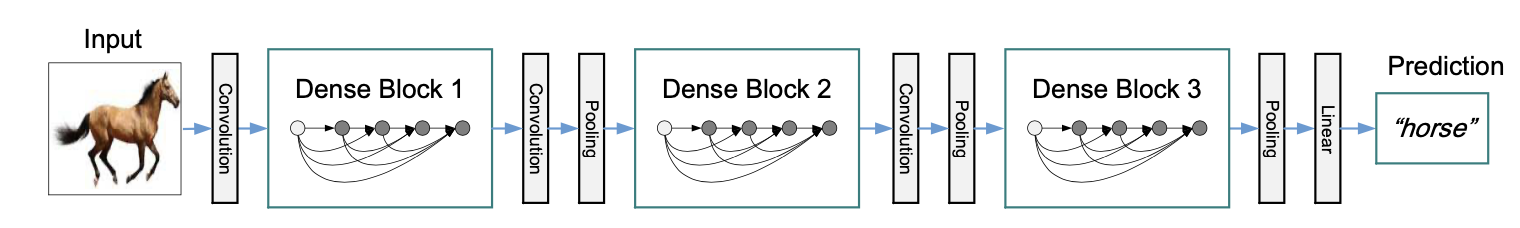 Input
Convolution
Dense Block 1
Convolution
Pooling
Dense Block 2
Convolution
Pooling
Dense Block 3
Pooling
Linear
Prediction
“horse”